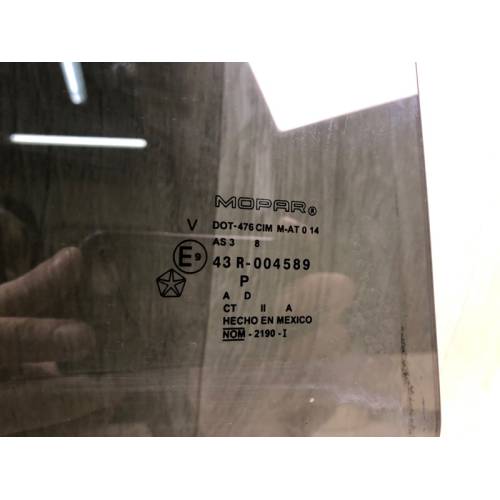 MOPAR®
V DOT-476 CIM M-AT 0 14
AS 3 8
E9 43 R-004589
P
A D
CT II A
HECHO EN MEXICO
NOM - 2190 - I